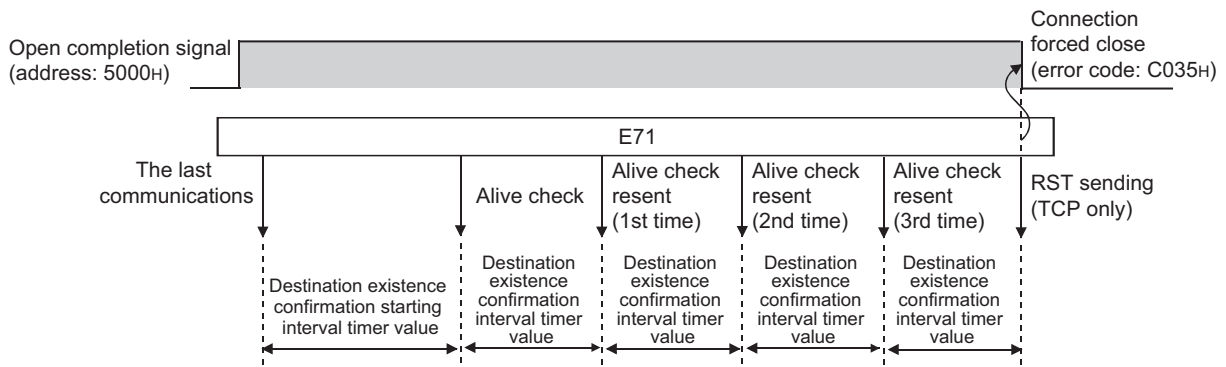 Open completion signal
(address: 5000H)
Connection
forced close
(error code: C035H)
E71
The last
communications
Alive check
Alive check
resent
(1st time)
Alive check
resent
(2nd time)
Alive check
resent
(3rd time)
RST sending
(TCP only)
Destination existence
confirmation starting
interval timer value
Destination
existence
confirmation
interval timer
value
Destination
existence
confirmation
interval timer
value
Destination
existence
confirmation
interval timer
value
Destination
existence
confirmation
interval timer
value